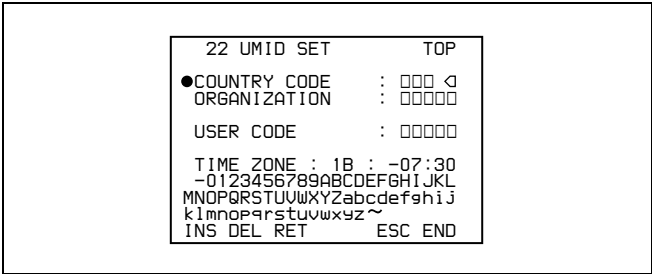 22 UMID SET TOP
●COUNTRY CODE : □□□ ◁
ORGANIZATION : □□□□□
USER CODE : □□□□□
TIME ZONE : 1B : -07:30
-0123456789ABCDEFGHIJKL
MNOPQRSTUVWXYZabcdefghij
klmnopqrstuvwxyz~
INS DEL RET ESC END